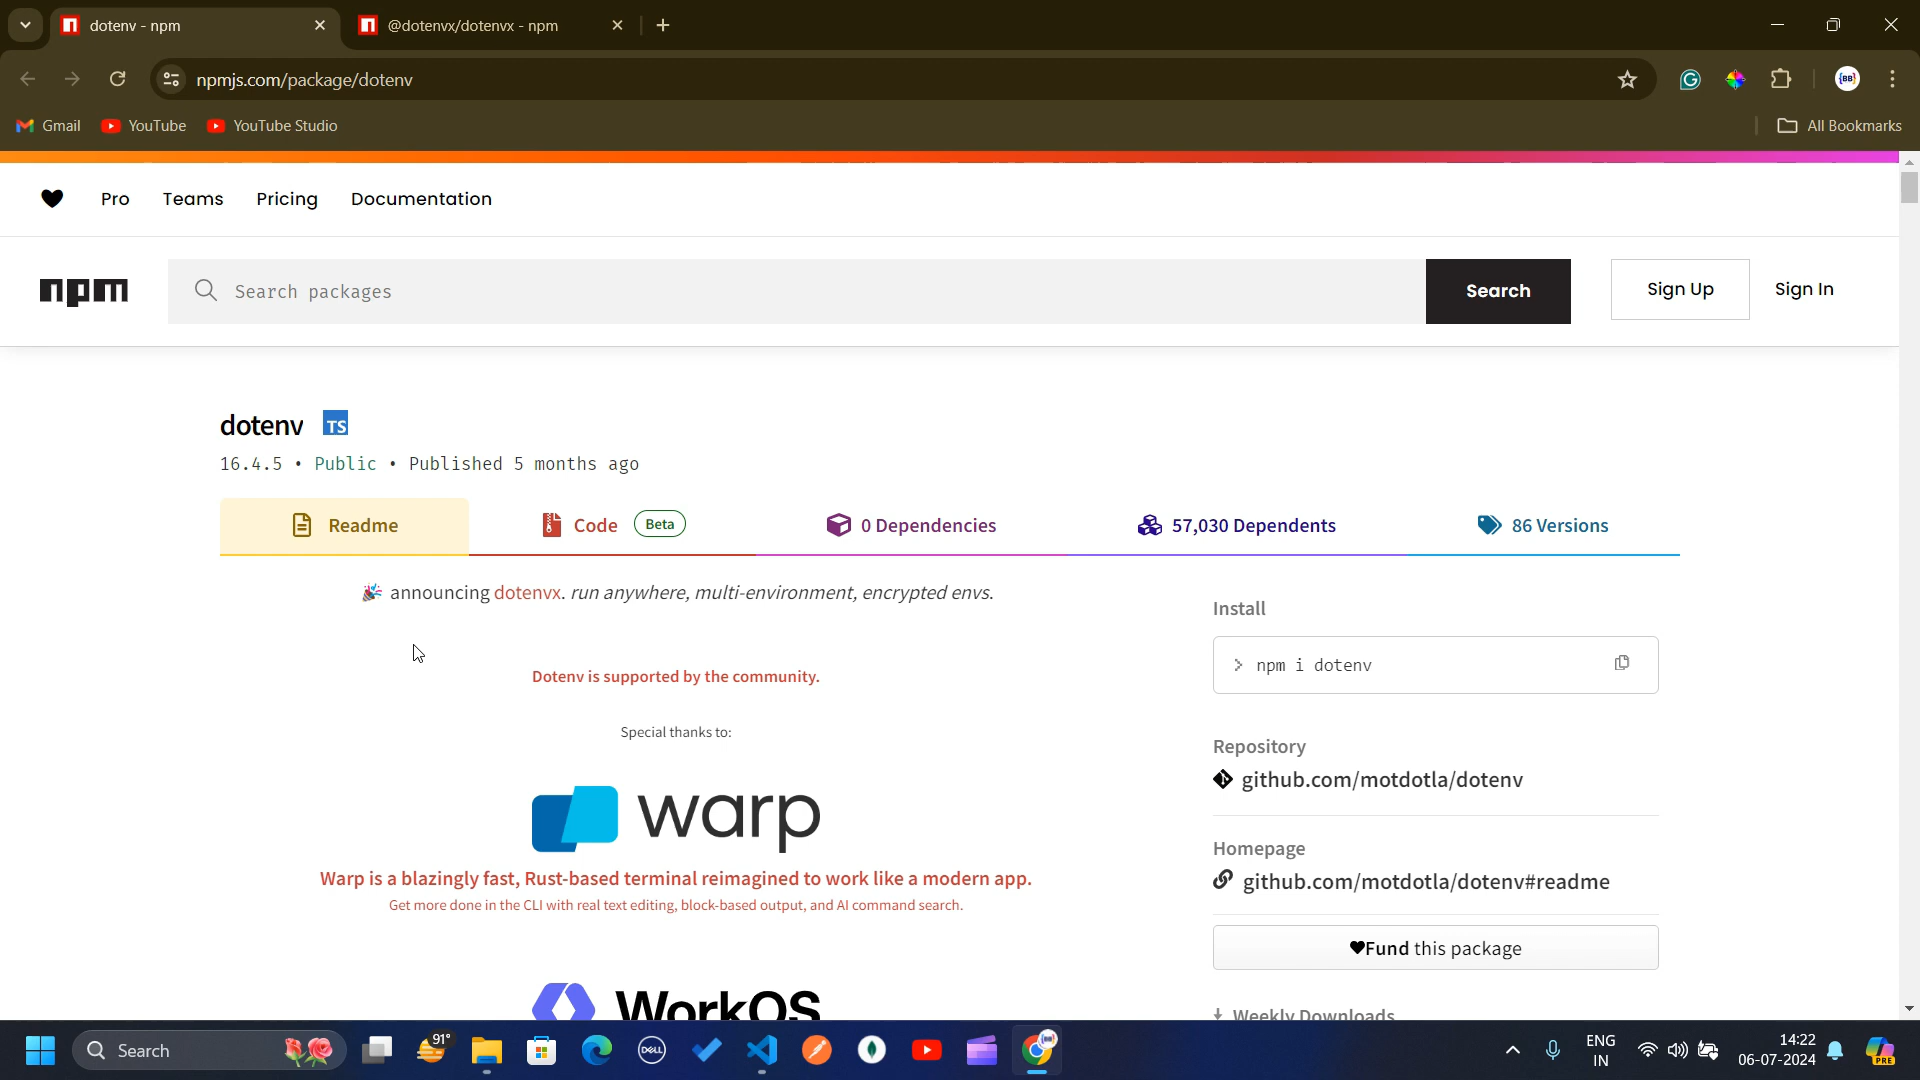 dotenv - npm
@dotenvx/dotenvx - npm
npmjs.com/package/dotenv
{BB}
Gmail
YouTube
YouTube Studio
All Bookmarks
Pro
Teams
Pricing
Documentation
npm
Search packages
Search
Sign Up
Sign In
dotenv TS
16.4.5 • Public • Published 5 months ago
Readme
Code Beta
0 Dependencies
57,030 Dependents
86 Versions
🎉 announcing dotenvx. run anywhere, multi-environment, encrypted envs.
Dotenv is supported by the community.
Special thanks to:
warp
Warp is a blazingly fast, Rust-based terminal reimagined to work like a modern app.
Get more done in the CLI with real text editing, block-based output, and AI command search.
WorkOS
Install
> npm i dotenv
Repository
github.com/motdotla/dotenv
Homepage
github.com/motdotla/dotenv#readme
♥Fund this package
Weekly Downloads
Search
91°
DELL
ENG
IN
14:22
06-07-2024
PRE